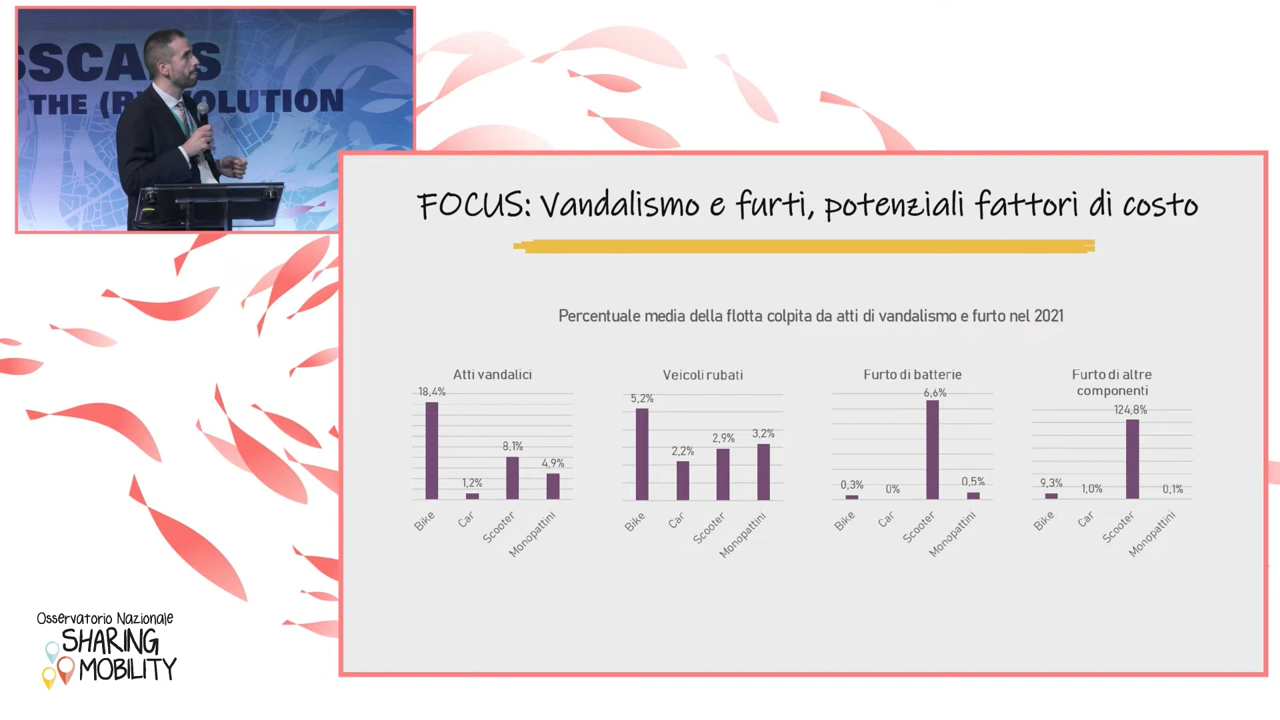 SSCA S
THE (R)VOLUTION
FOCUS: Vandalismo e furti, potenziali fattori di costo
Percentuale media della flotta colpita da atti di vandalismo e furto nel 2021
Atti vandalici
18,4%
1,2%
8,1%
4,9%
Bike
Car
Scooter
Monopattini
Veicoli rubati
5,2%
2,2%
2,9%
3,2%
Bike
Car
Scooter
Monopattini
Furto di batterie
0,3%
0%
6,6%
0,5%
Bike
Car
Scooter
Monopattini
Furto di altre
componenti
9,3%
1,0%
124,8%
0,1%
Bike
Car
Scooter
Monopattini
Osservatorio Nazionale
SHARING
MOBILITY